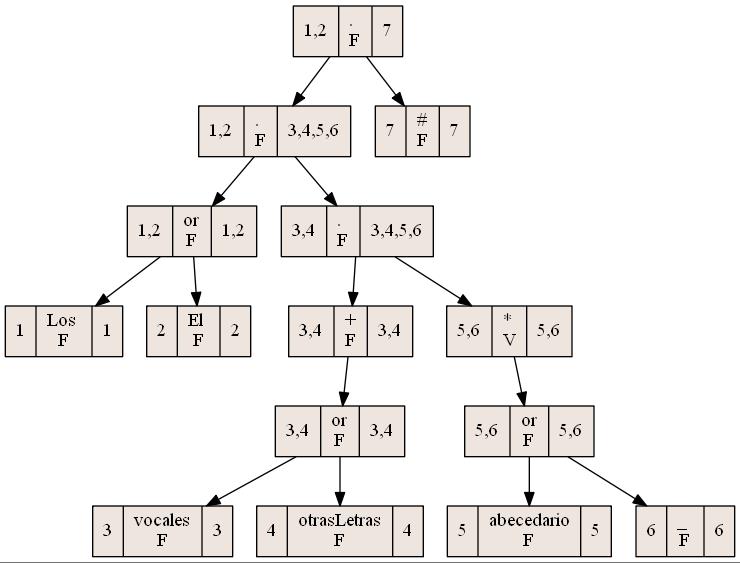 1,2 . F 7
1,2 . F 3,4,5,6
7 # F 7
1,2 or F 1,2
3,4 . F 3,4,5,6
1 Los F 1
2 El F 2
3,4 + F 3,4
5,6 * V 5,6
3,4 or F 3,4
5,6 or F 5,6
3 vocales F 3
4 otrasLetras F 4
5 abecedario F 5
6 _ F 6